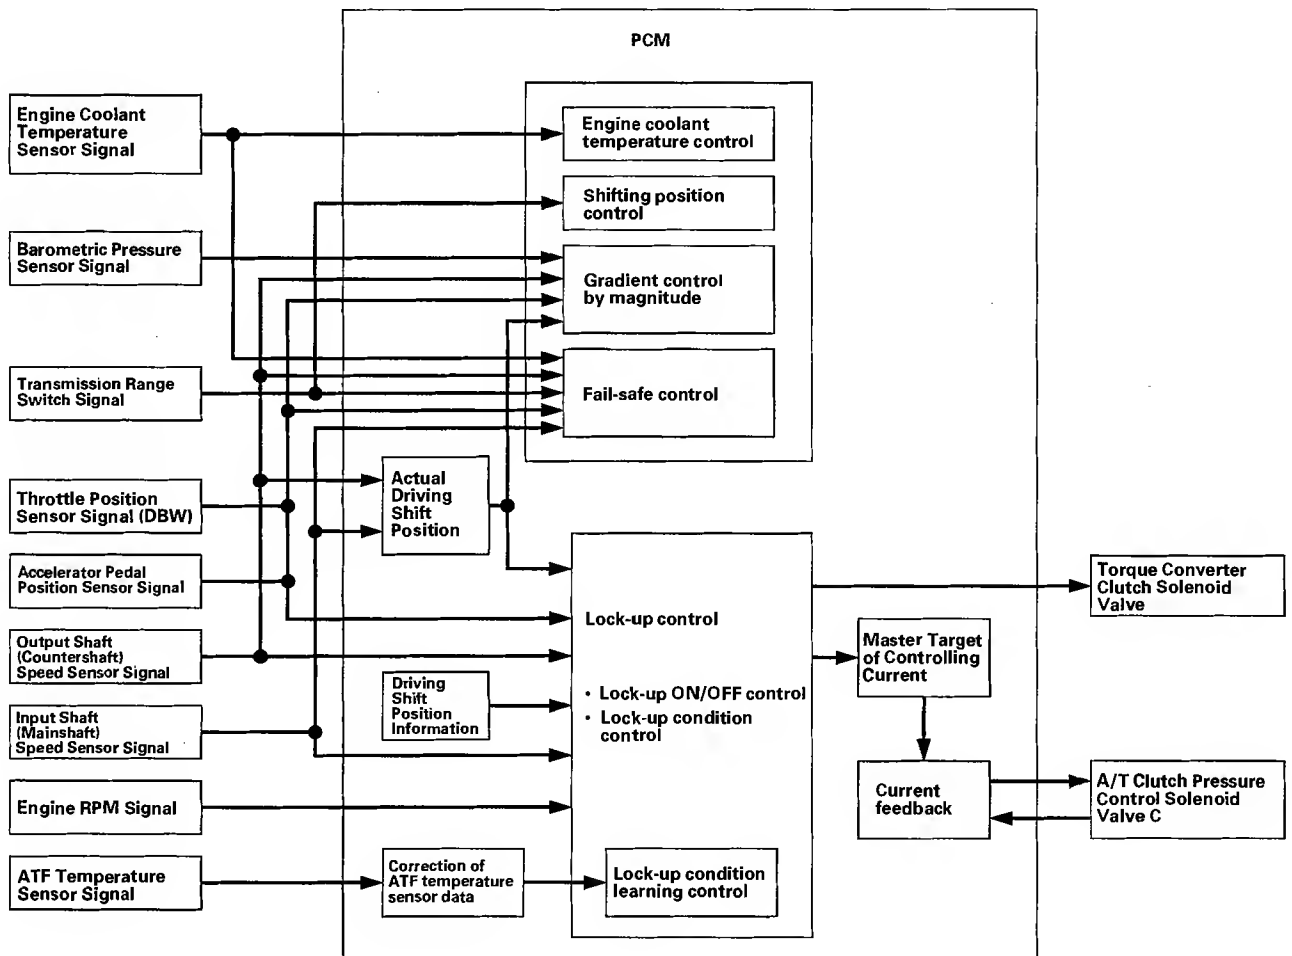 PCM
Engine Coolant
Temperature
Sensor Signal
Engine coolant
temperature control
Shifting position
control
Barometric Pressure
Sensor Signal
Gradient control
by magnitude
Transmission Range
Switch Signal
Fail-safe control
Throttle Position
Sensor Signal (DBW)
Actual
Driving
Shift
Position
Accelerator Pedal
Position Sensor Signal
Torque Converter
Clutch Solenoid
Valve
Output Shaft
(Countershaft)
Speed Sensor Signal
Lock-up control
• Lock-up ON/OFF control
• Lock-up condition
control
Master Target
of Controlling
Current
Driving
Shift
Position
Information
Input Shaft
(Mainshaft)
Speed Sensor Signal
Engine RPM Signal
Current
feedback
A/T Clutch Pressure
Control Solenoid
Valve C
ATF Temperature
Sensor Signal
Correction of
ATF temperature
sensor data
Lock-up condition
learning control